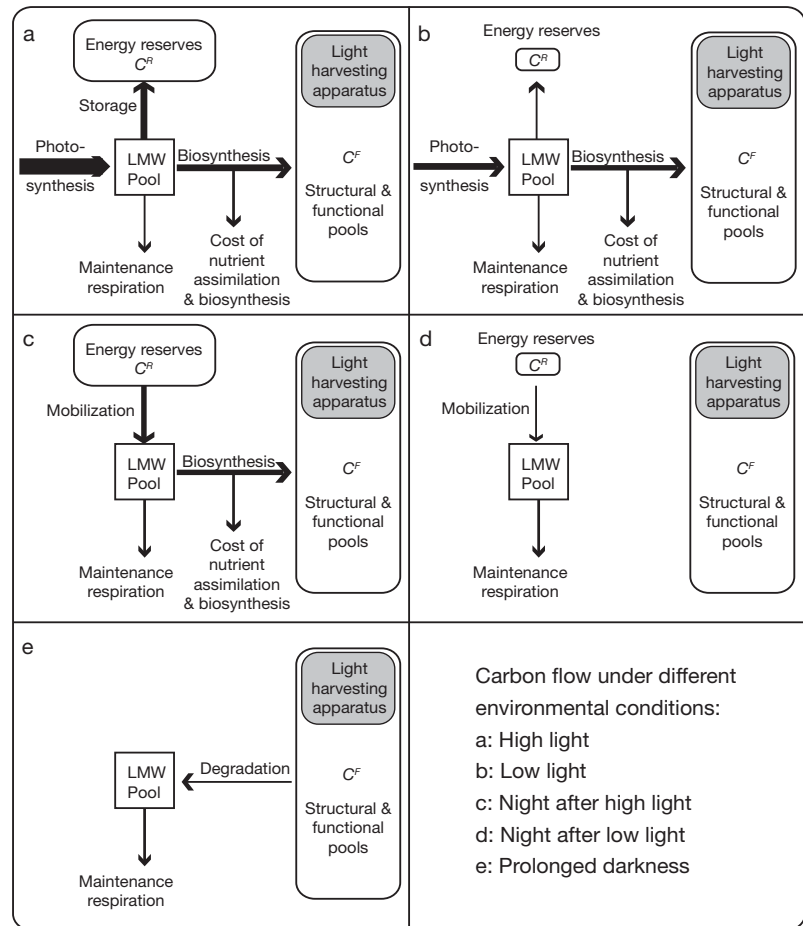 a
Energy reserves
C^R
Storage
Photo-
synthesis
LMW
Pool
Biosynthesis
Maintenance
respiration
Cost of
nutrient
assimilation
& biosynthesis
Light
harvesting
apparatus
C^F
Structural &
functional
pools
b
Energy reserves
C^R
Photo-
synthesis
LMW
Pool
Biosynthesis
Maintenance
respiration
Cost of
nutrient
assimilation
& biosynthesis
Light
harvesting
apparatus
C^F
Structural &
functional
pools
c
Energy reserves
C^R
Mobilization
LMW
Pool
Biosynthesis
Maintenance
respiration
Cost of
nutrient
assimilation
& biosynthesis
Light
harvesting
apparatus
C^F
Structural &
functional
pools
d
Energy reserves
C^R
Mobilization
LMW
Pool
Maintenance
respiration
Light
harvesting
apparatus
C^F
Structural &
functional
pools
e
LMW
Pool
Degradation
Maintenance
respiration
Light
harvesting
apparatus
C^F
Structural &
functional
pools
Carbon flow under different
environmental conditions:
a: High light
b: Low light
c: Night after high light
d: Night after low light
e: Prolonged darkness